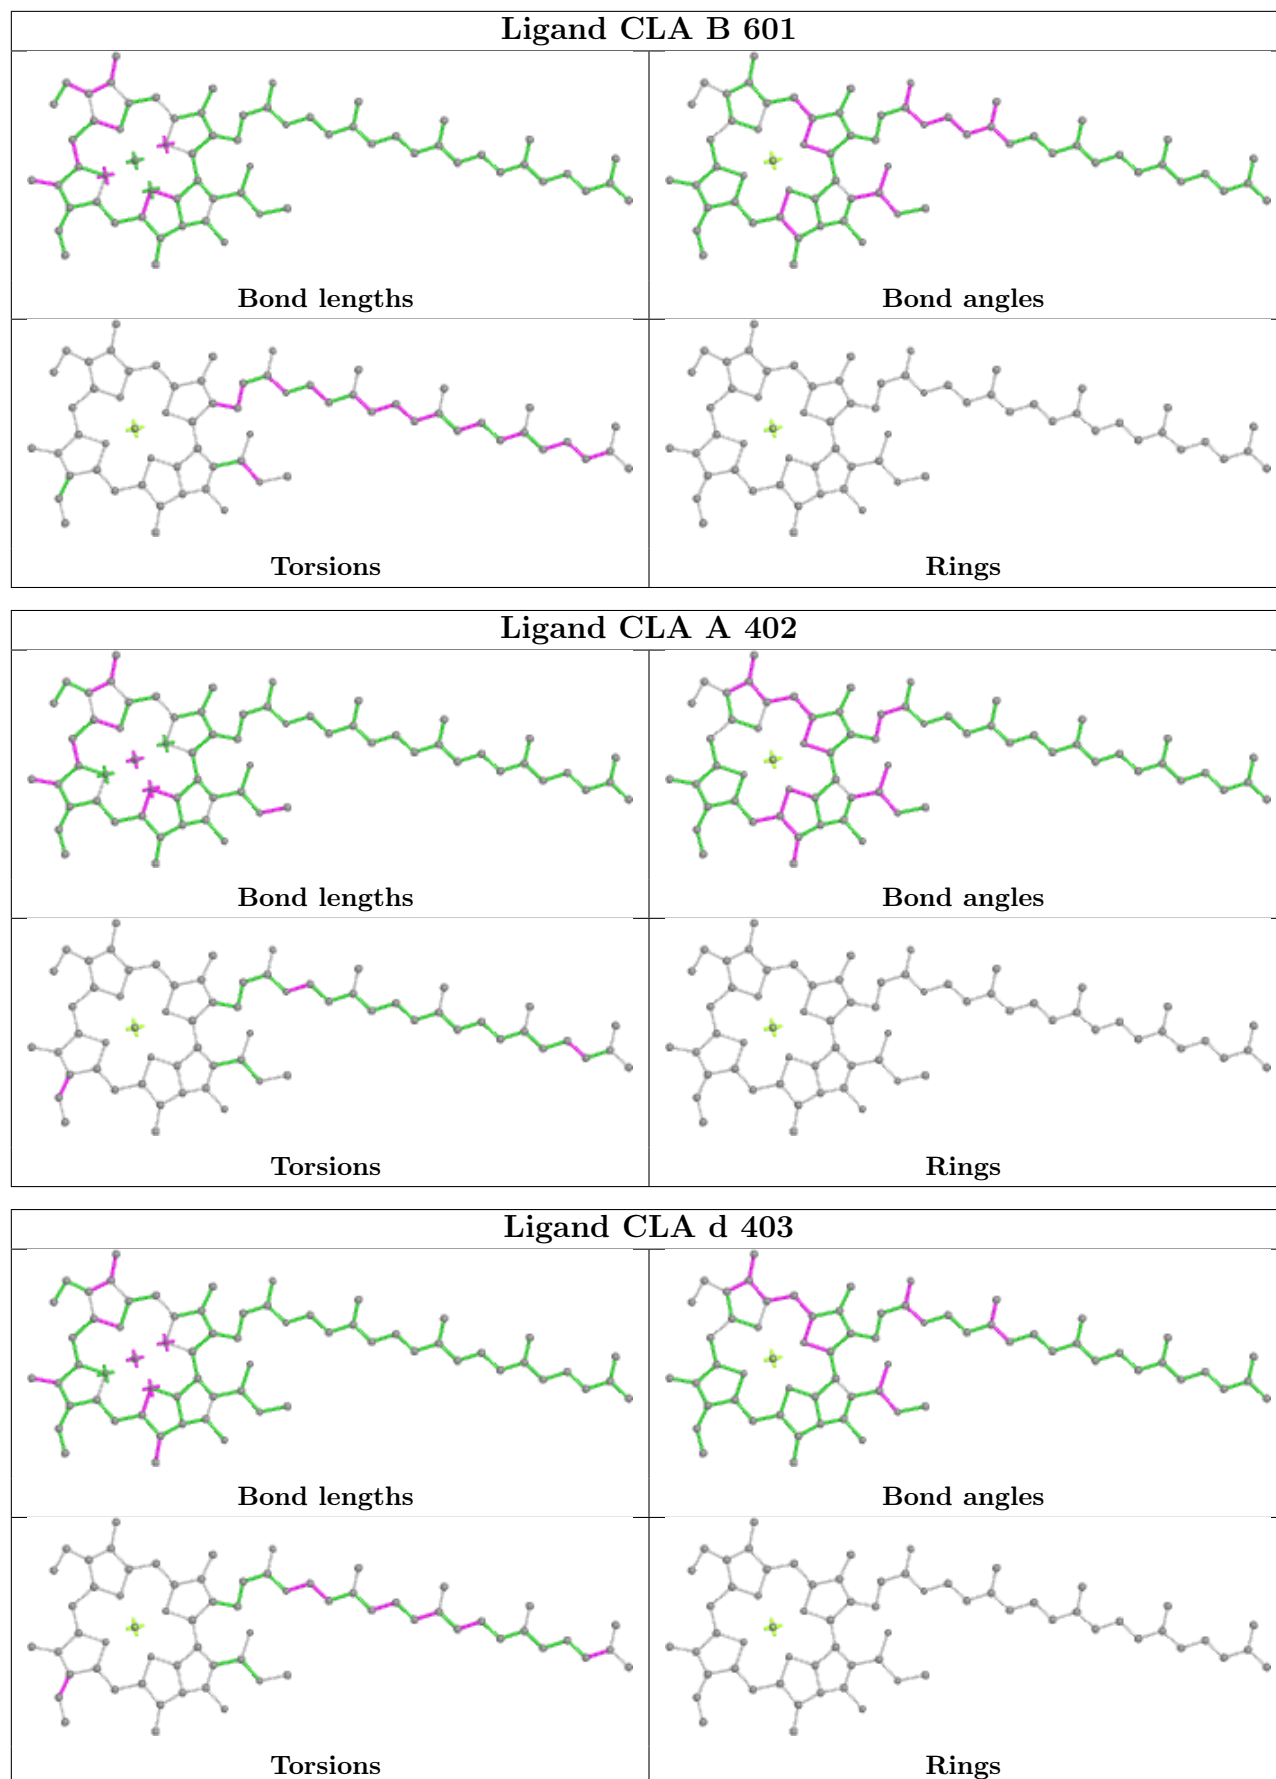 Ligand CLA B 601
Bond lengths
Bond angles
Torsions
Rings
Ligand CLA A 402
Bond lengths
Bond angles
Torsions
Rings
Ligand CLA d 403
Bond lengths
Bond angles
Torsions
Rings